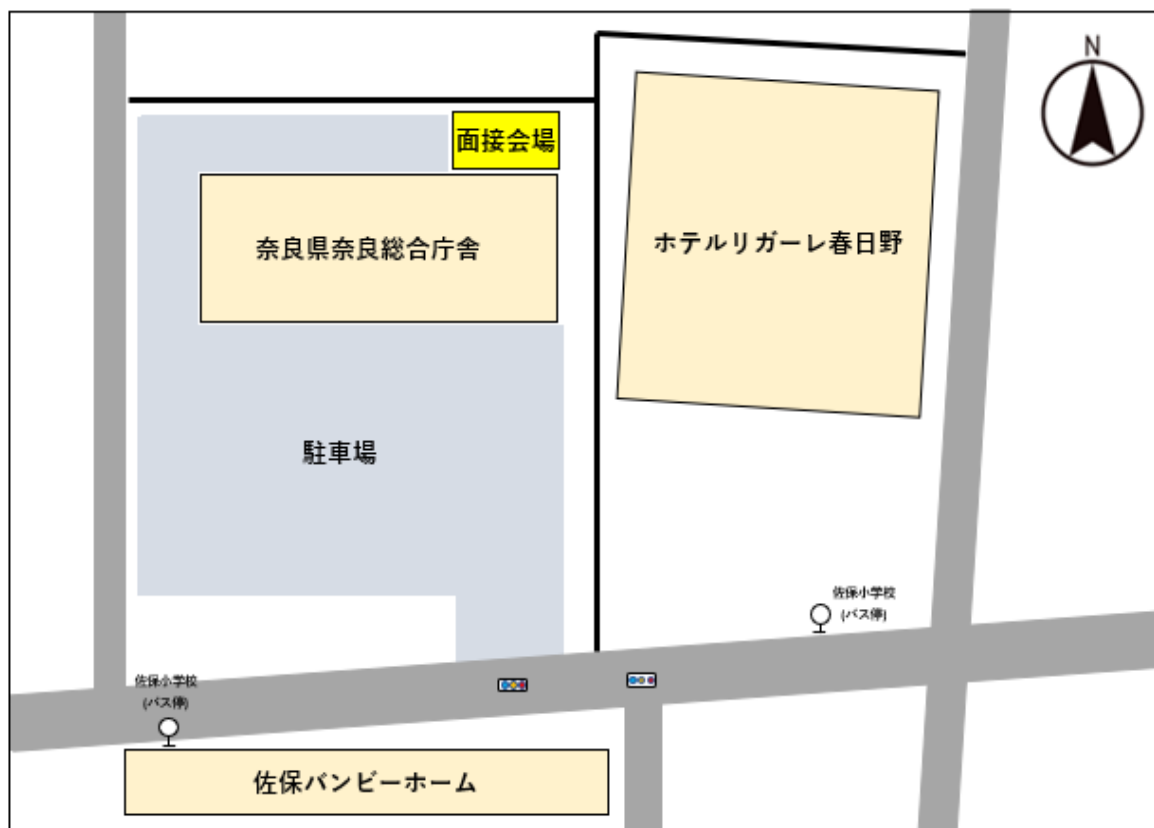 N
面接会場
奈良県奈良総合庁舎
ホテルリガーレ春日野
駐車場
佐保小学校
(バス停)
佐保小学校
(バス停)
佐保バンビーホーム